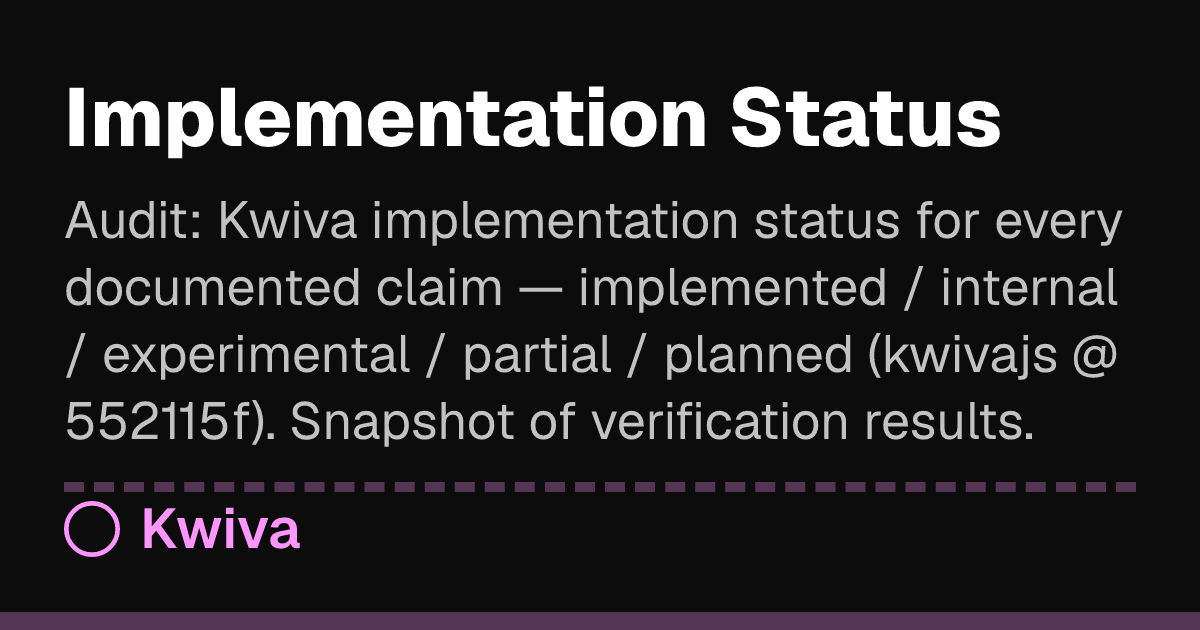 Implementation Status
Audit: Kwiva implementation status for every
documented claim — implemented / internal
/ experimental / partial / planned (kwivajs @
552115f). Snapshot of verification results.
Kwiva